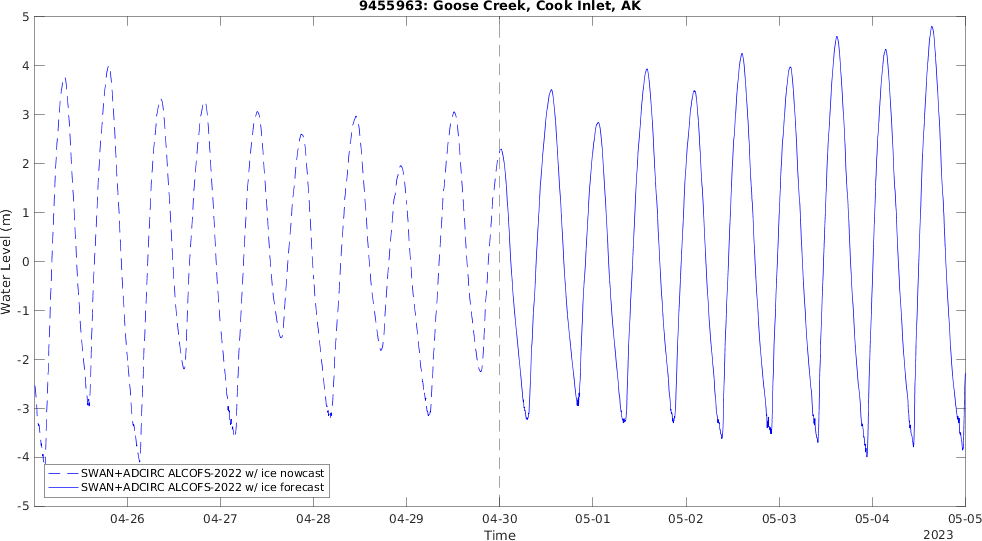 9455963: Goose Creek, Cook Inlet, AK
Water Level (m)
5
4
3
2
1
0
-1
-2
-3
-4
-5
SWAN+ADCIRC ALCOFS-2022 w/ ice nowcast
SWAN+ADCIRC ALCOFS-2022 w/ ice forecast
04-26 04-27 04-28 04-29 04-30 05-01 05-02 05-03 05-04 05-05
Time
2023